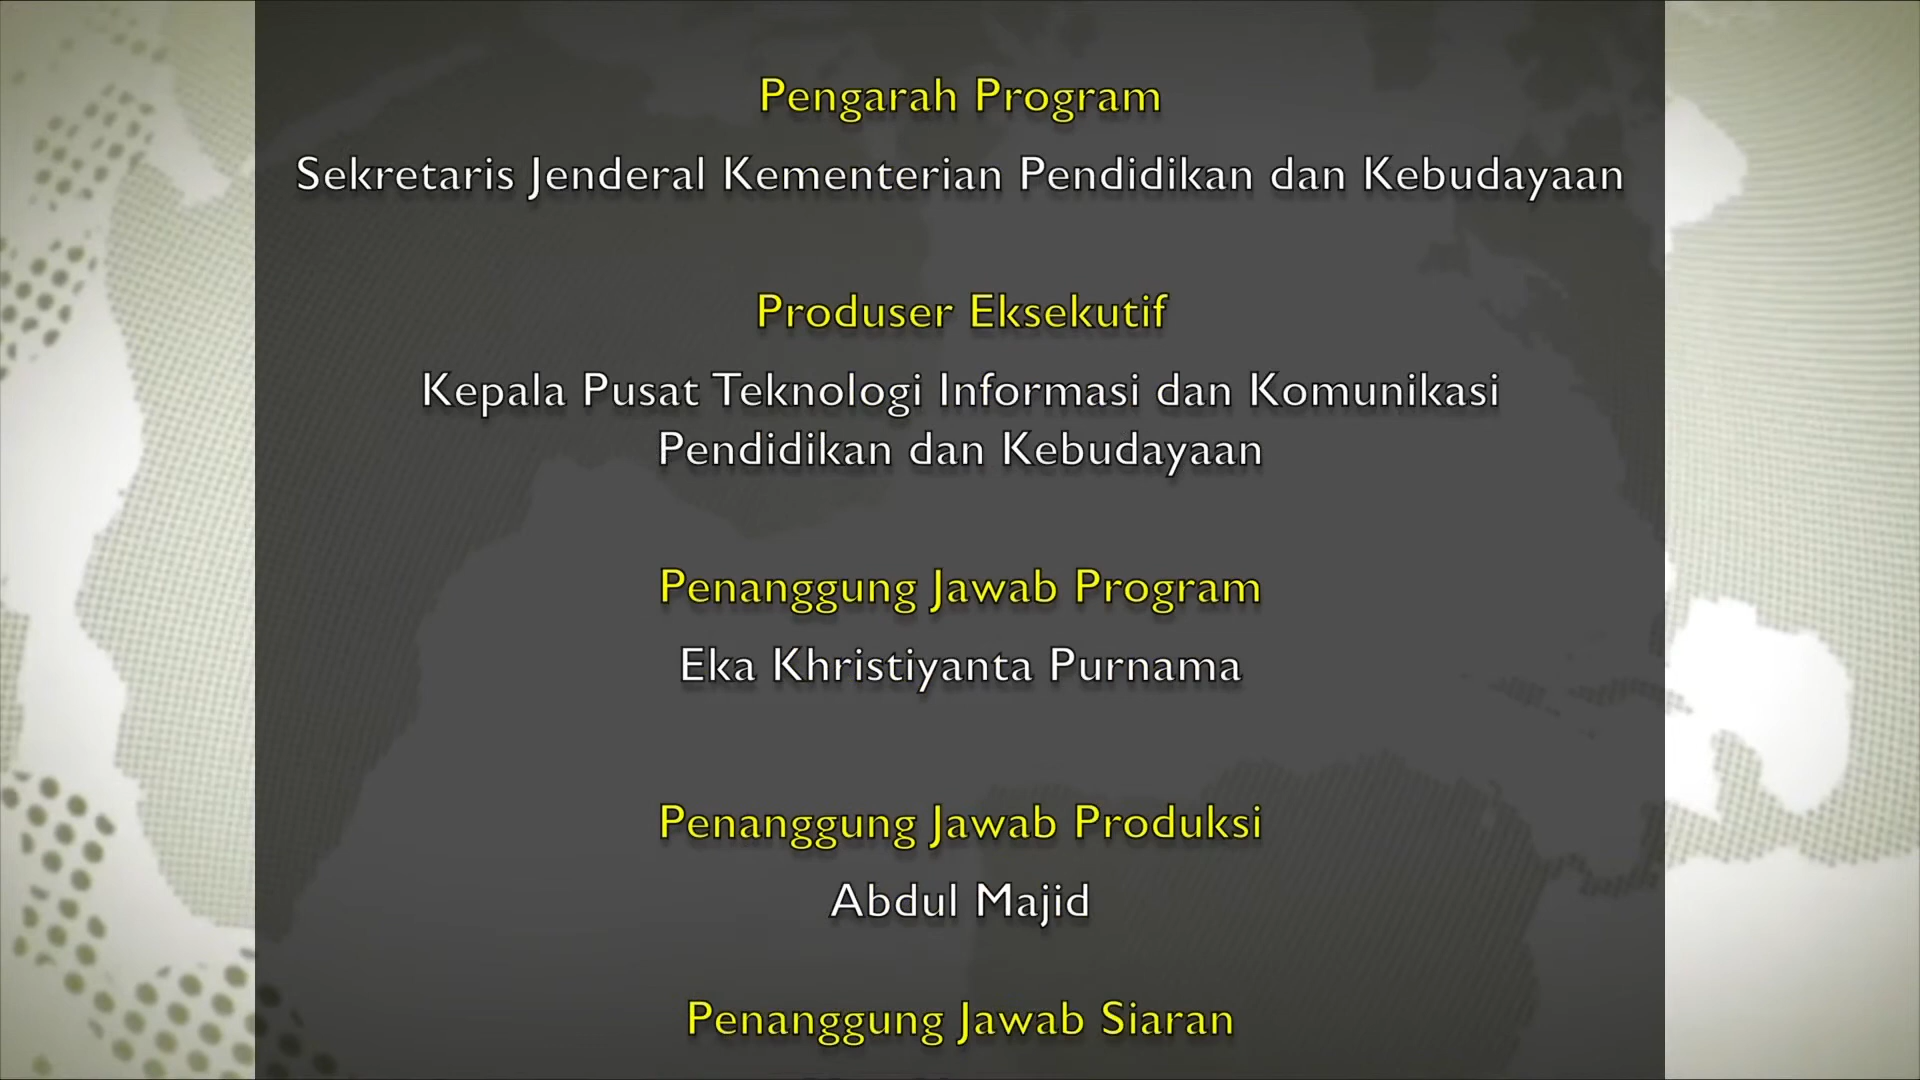 Pengarah Program
Sekretaris Jenderal Kementerian Pendidikan dan Kebudayaan
Produser Eksekutif
Kepala Pusat Teknologi Informasi dan Komunikasi
Pendidikan dan Kebudayaan
Penanggung Jawab Program
Eka Khristiyanta Purnama
Penanggung Jawab Produksi
Abdul Majid
Penanggung Jawab Siaran